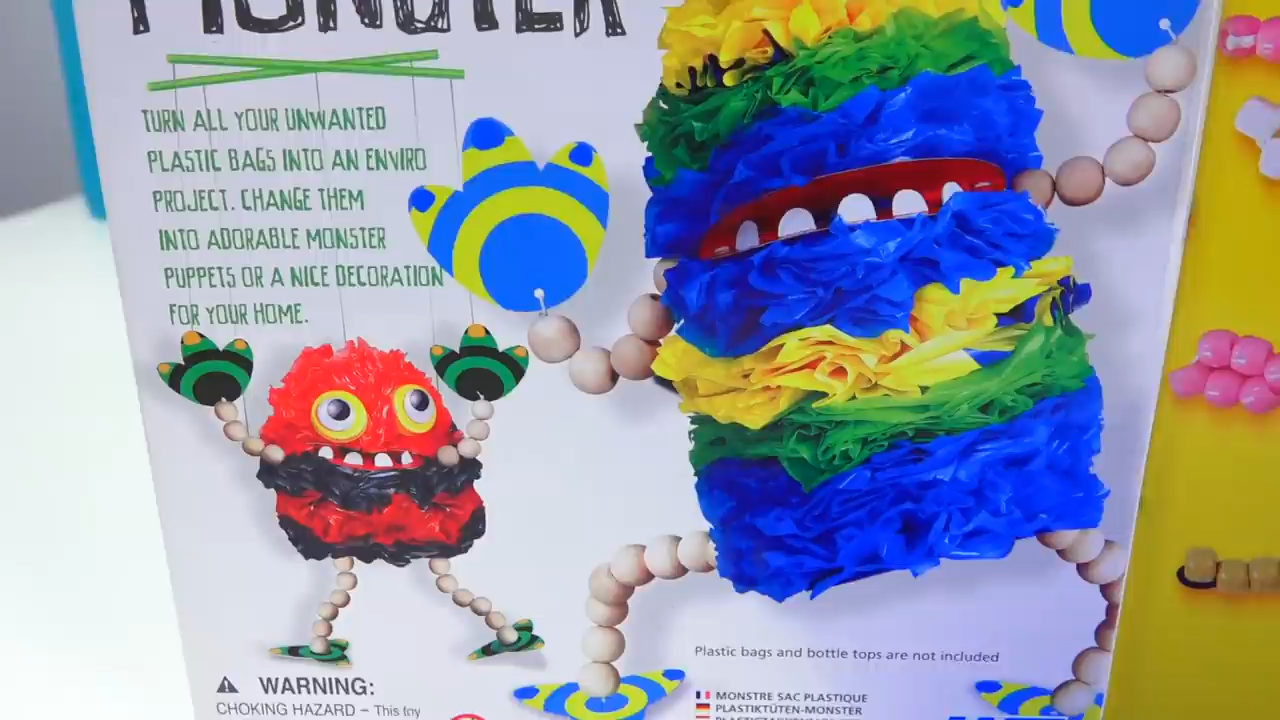 MONSTER
TURN ALL YOUR UNWANTED
PLASTIC BAGS INTO AN ENVIRO
PROJECT. CHANGE THEM
INTO ADORABLE MONSTER
PUPPETS OR A NICE DECORATION
FOR YOUR HOME.
Plastic bags and bottle tops are not included
WARNING:
CHOKING HAZARD – This toy
MONSTRE SAC PLASTIQUE
PLASTIKTÜTEN-MONSTER